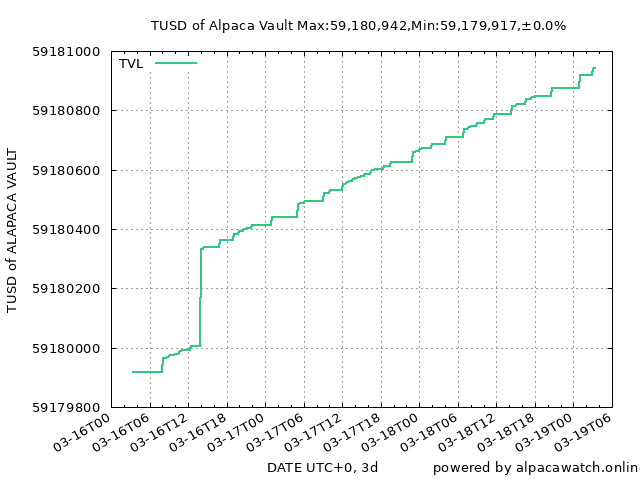 TUSD of Alpaca Vault Max:59,180,942,Min:59,179,917,±0.0%
TVL
TUSD of ALAPACA VAULT
59181000
59180800
59180600
59180400
59180200
59180000
59179800
03-16T00
03-16T06
03-16T12
03-16T18
03-17T00
03-17T06
03-17T12
03-17T18
03-18T00
03-18T06
03-18T12
03-18T18
03-19T00
03-19T06
DATE UTC+0, 3d
powered by alpacawatch.online